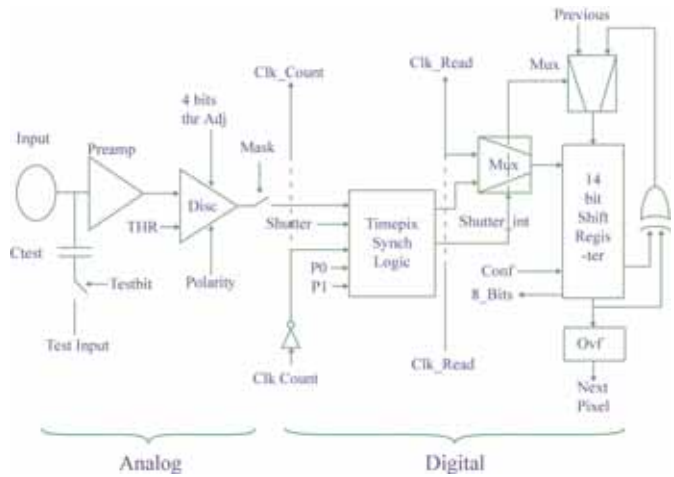 Previous
Clk_Count
Clk_Read
Mux
4 bits
thr Adj
Input
Preamp
Mask
Mux
14
bit
Shift
Regis
-ter
Disc
THR
Shutter
Timepix
Synch
Logic
Shutter_int
Ctest
Testbit
Polarity
P0
P1
Conf
8_Bits
Test Input
Clk Count
Clk_Read
Ovf
Next
Pixel
Analog
Digital